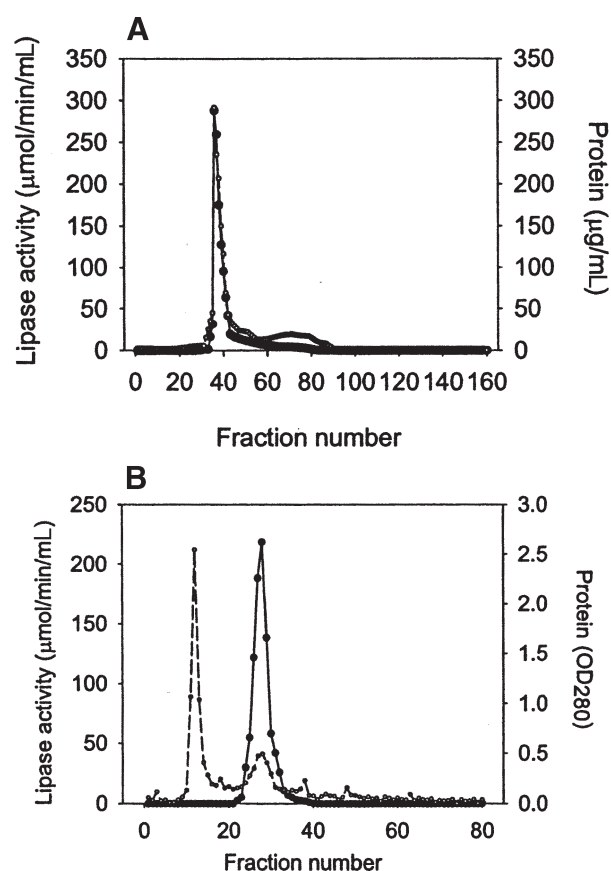 A
350 350
300 300
250 250
200 200
150 150
100 100
50 50
0 0
Lipase activity (μmol/min/mL)
Protein (μg/mL)
0 20 40 60 80 100 120 140 160
Fraction number
B
250 3.0
200 2.5
150 2.0
100 1.5
50 1.0
0 0.5
0.0
Lipase activity (μmol/min/mL)
Protein (OD280)
0 20 40 60 80
Fraction number